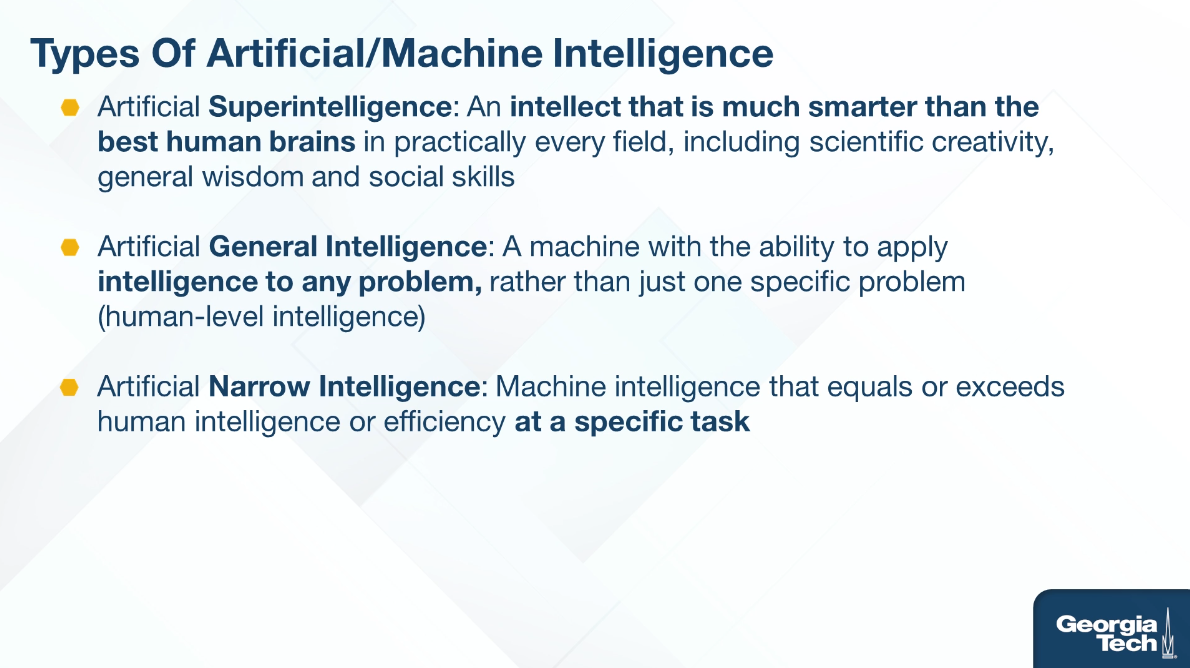 Types Of Artificial/Machine Intelligence
Artificial Superintelligence: An intellect that is much smarter than the
best human brains in practically every field, including scientific creativity,
general wisdom and social skills
Artificial General Intelligence: A machine with the ability to apply
intelligence to any problem, rather than just one specific problem
(human-level intelligence)
Artificial Narrow Intelligence: Machine intelligence that equals or exceeds
human intelligence or efficiency at a specific task
Georgia
Tech